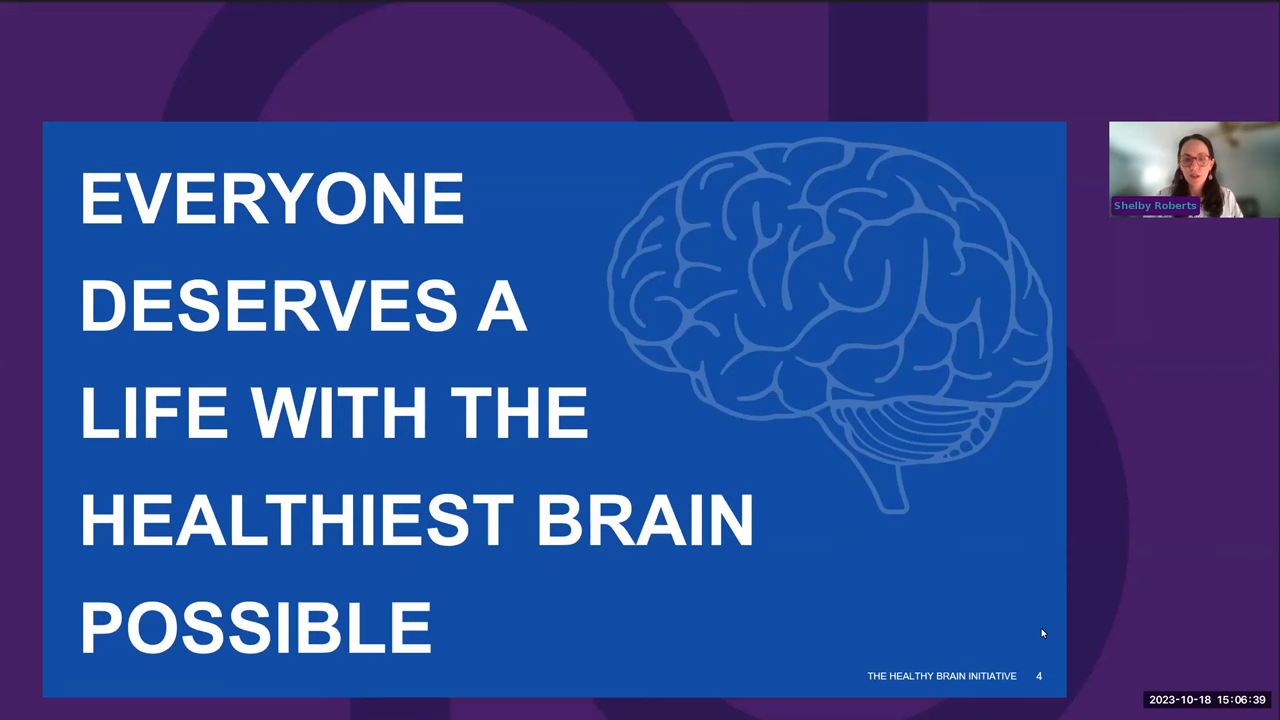 EVERYONE
DESERVES A
LIFE WITH THE
HEALTHIEST BRAIN
POSSIBLE
THE HEALTHY BRAIN INITIATIVE 4
Shelby Roberts
2023-10-18 15:06:39